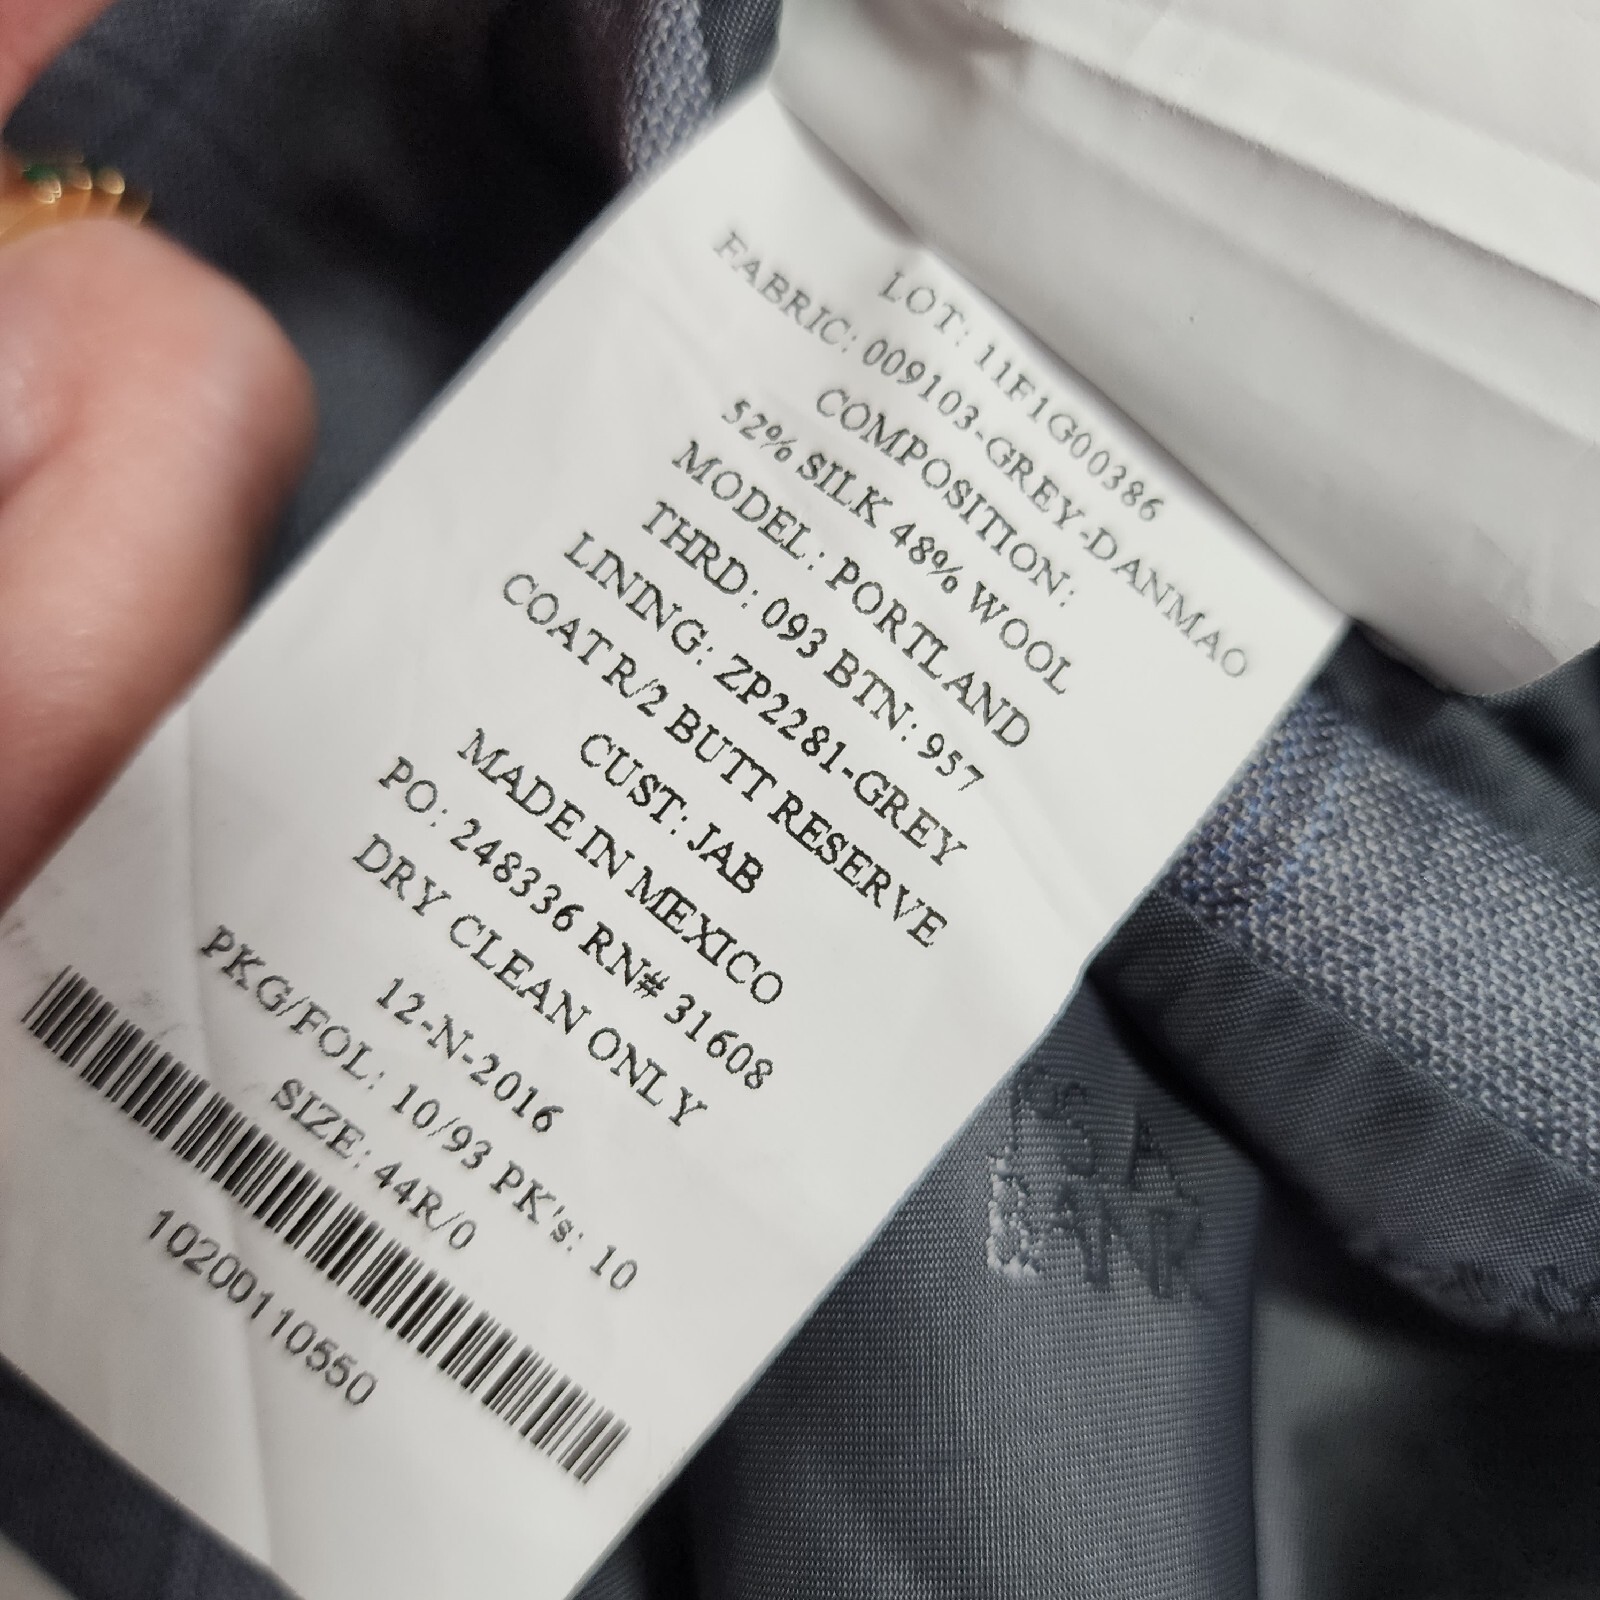 LOT: 11F1G00386
FABRIC: 009103-GREY-DANMAO
COMPOSITION:
52% SILK 48% WOOL
MODEL: PORTLAND
THRD: 093 BTN: 957
LINING: ZP2281-GREY
COAT R/2 BUTT RESERVE
CUST: JAB
MADE IN MEXICO
PO: 248336 RN# 31608
DRY CLEAN ONLY
12-N-2016
PKG/FOL: 10/93 PK's: 10
SIZE: 44R/0
10200110550
BANK